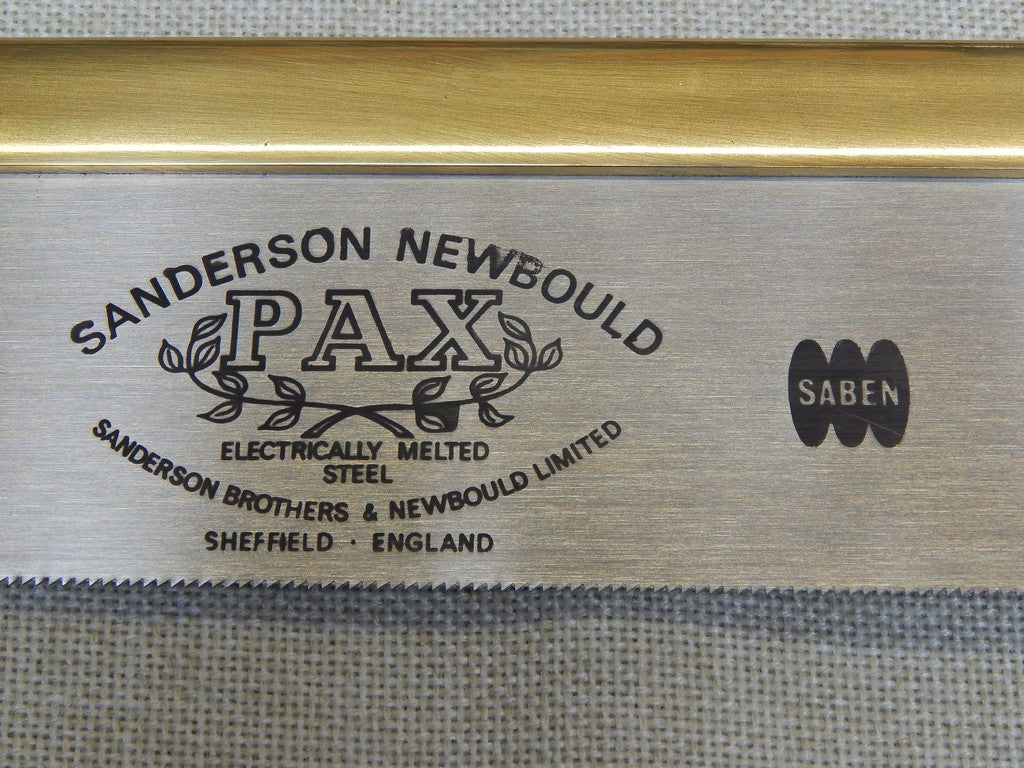 SANDERSON NEWBOULD
PAX
ELECTRICALLY MELTED
STEEL
SANDERSON BROTHERS & NEWBOULD LIMITED
SHEFFIELD · ENGLAND
SABEN